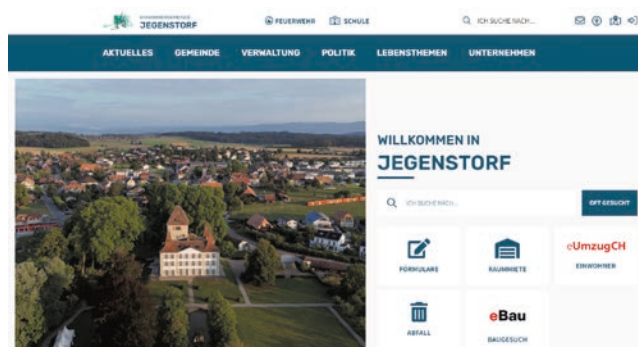 EINWOHNERGEMEINDE
JEGENSTORF
FEUERWEHR
SCHULE
ICH SUCHE NACH...
AKTUELLES GEMEINDE VERWALTUNG POLITIK LEBENSTHEMEN UNTERNEHMEN
WILLKOMMEN IN
JEGENSTORF
ICH SUCHE NACH...
OFT GESUCHT
FORMULARE
RAUMMIETE
eUmzugCH
EINWOHNER
ABFALL
eBau
BAUGESUCH